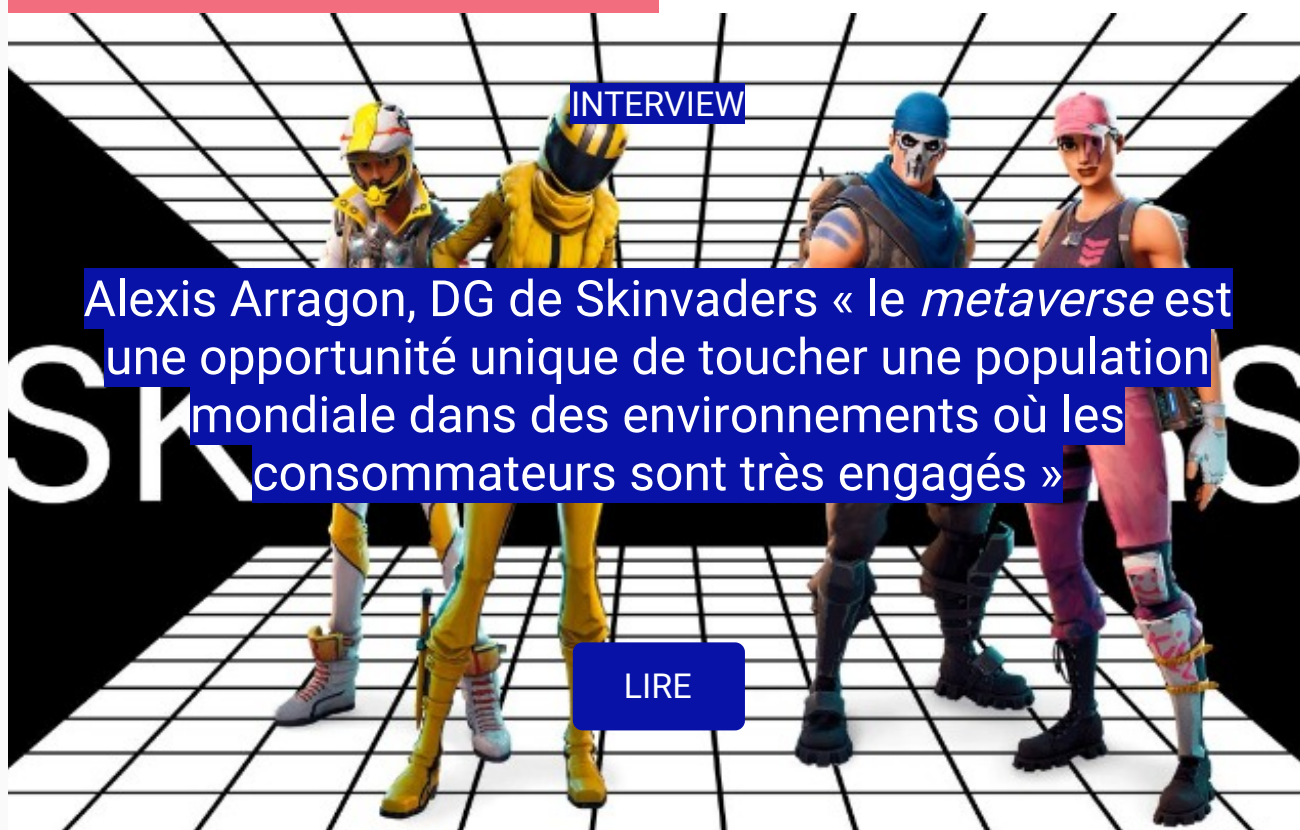 INTERVIEW
Alexis Arragon, DG de Skinvaders « le metaverse est
une opportunité unique de toucher une population
mondiale dans des environnements où les
consommateurs sont très engagés »
LIRE